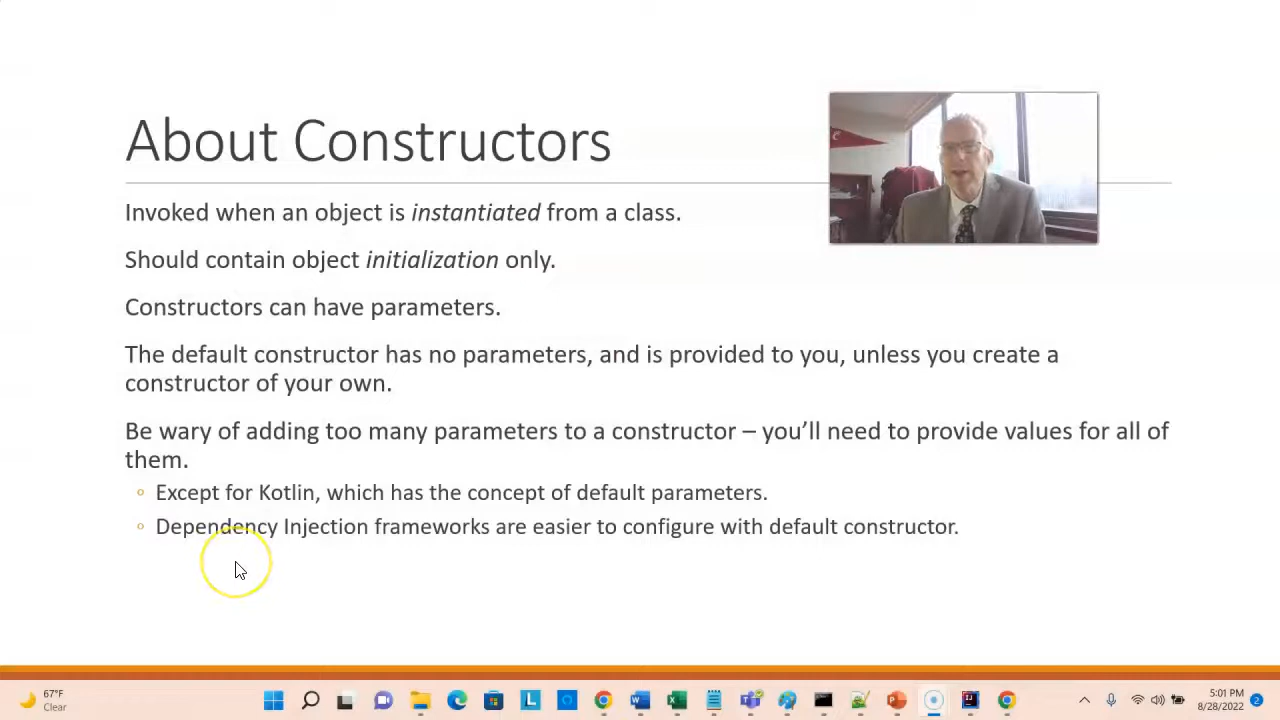 About Constructors
Invoked when an object is instantiated from a class.
Should contain object initialization only.
Constructors can have parameters.
The default constructor has no parameters, and is provided to you, unless you create a
constructor of your own.
Be wary of adding too many parameters to a constructor – you'll need to provide values for all of
them.
Except for Kotlin, which has the concept of default parameters.
Dependency Injection frameworks are easier to configure with default constructor.
67°F
Clear
5:01 PM
8/28/2022
2